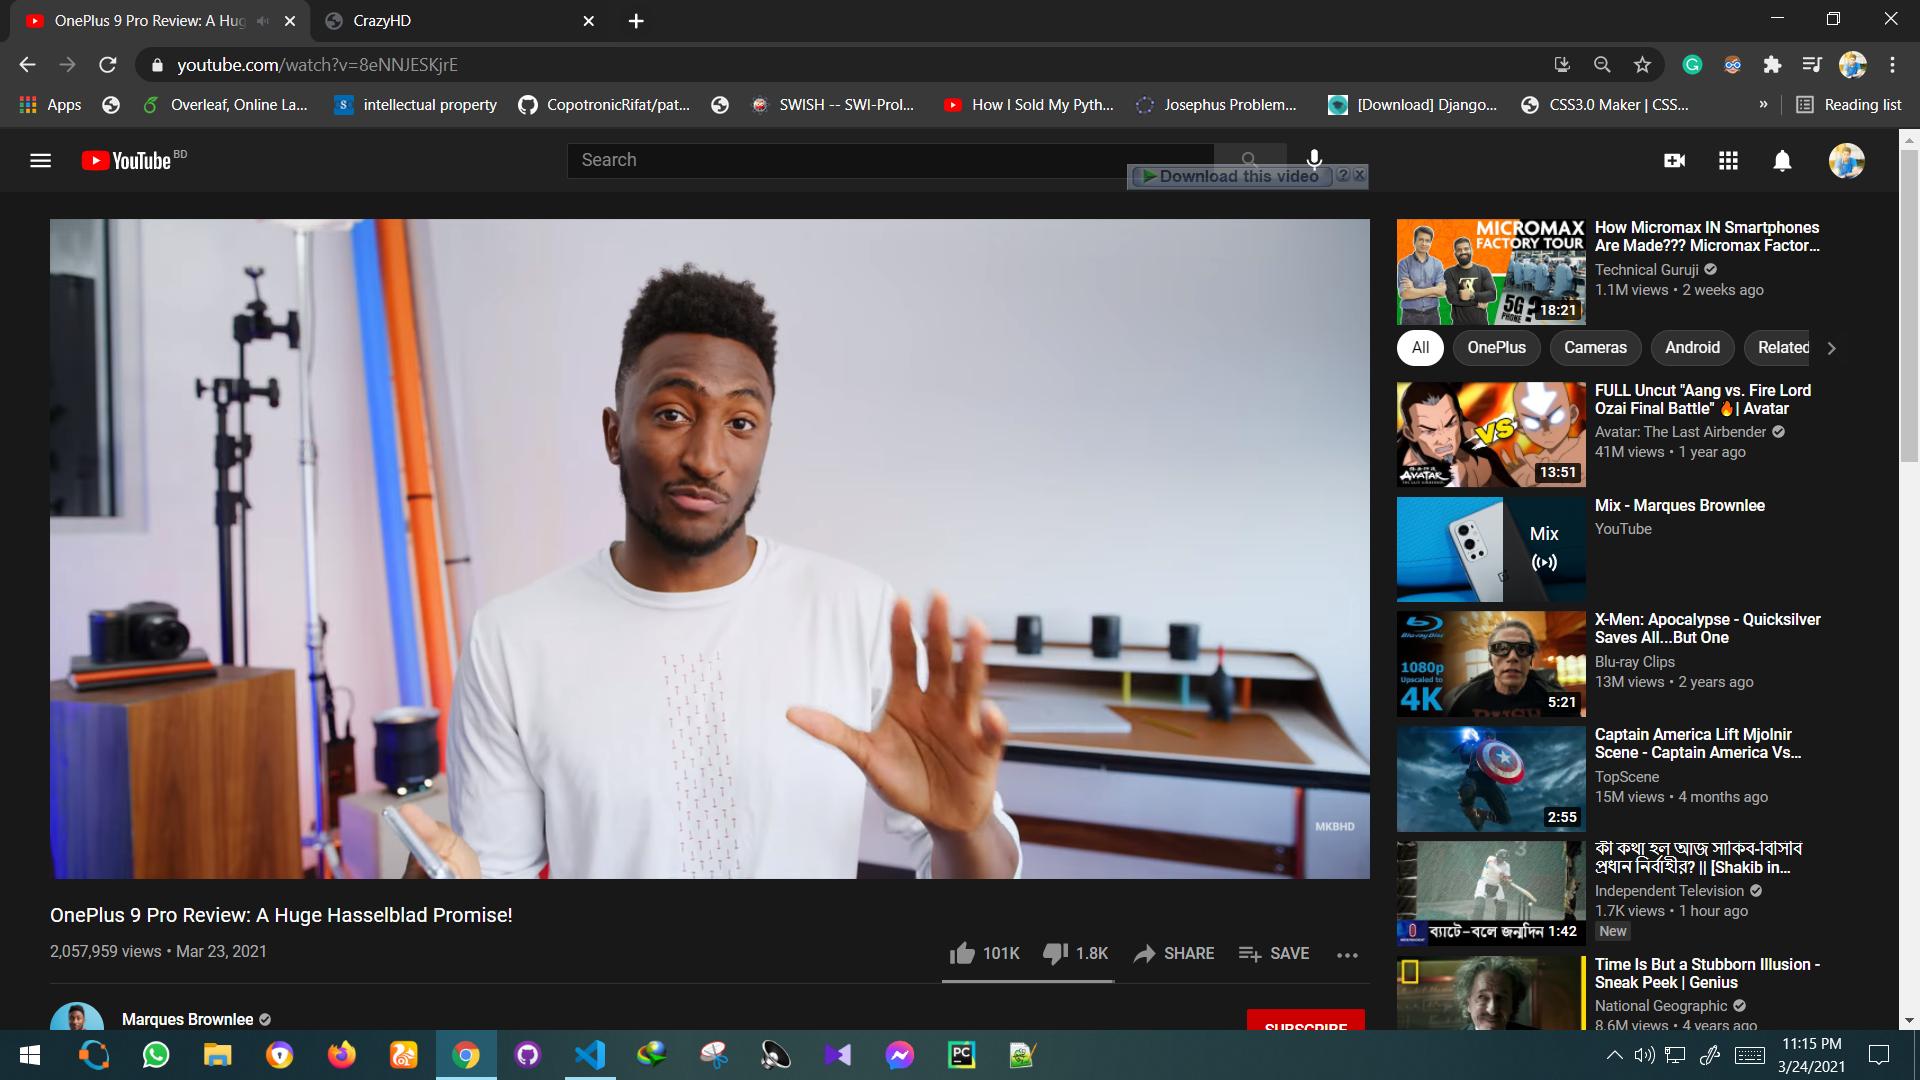 OnePlus 9 Pro Review: A Hug
CrazyHD
youtube.com/watch?v=8eNNJESKjrE
Apps
Overleaf, Online La...
intellectual property
CopotronicRifat/pat...
SWISH -- SWI-Prol...
How I Sold My Pyth...
Josephus Problem...
[Download] Django...
CSS3.0 Maker | CSS...
»
Reading list
YouTube BD
Search
Download this video
MKBHD
OnePlus 9 Pro Review: A Huge Hasselblad Promise!
2,057,959 views • Mar 23, 2021
101K
1.8K
SHARE
SAVE
Marques Brownlee
SUBSCRIBE
MICROMAX
FACTORY TOUR
5G ?
PHONE
18:21
How Micromax IN Smartphones
Are Made??? Micromax Factor...
Technical Guruji
1.1M views • 2 weeks ago
All
OnePlus
Cameras
Android
Related
VS
AVATAR
13:51
FULL Uncut "Aang vs. Fire Lord
Ozai Final Battle" 🔥| Avatar
Avatar: The Last Airbender
41M views • 1 year ago
Mix
Mix - Marques Brownlee
YouTube
Blu-ray Disc
1080p
Upscaled to
4K
5:21
X-Men: Apocalypse - Quicksilver
Saves All...But One
Blu-ray Clips
13M views • 2 years ago
2:55
Captain America Lift Mjolnir
Scene - Captain America Vs...
TopScene
15M views • 4 months ago
ব্যাটে-বলে জন্মদিন
1:42
কী কথা হল আজ সাকিব-বিসিবি
প্রধান নির্বাহীর? || [Shakib in...
Independent Television
1.7K views • 1 hour ago
New
Time Is But a Stubborn Illusion -
Sneak Peek | Genius
National Geographic
8.6M views • 4 years ago
PC
11:15 PM
3/24/2021